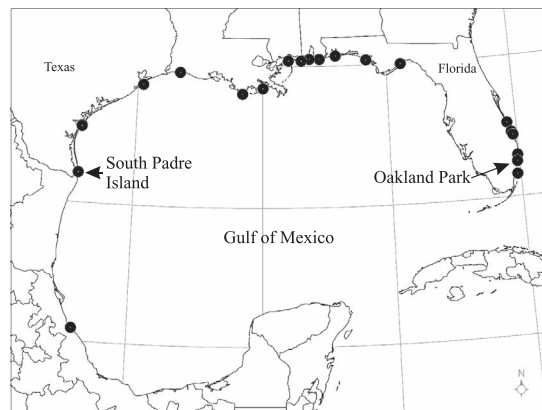 Texas
Florida
South Padre
Island
Oakland Park
Gulf of Mexico
N